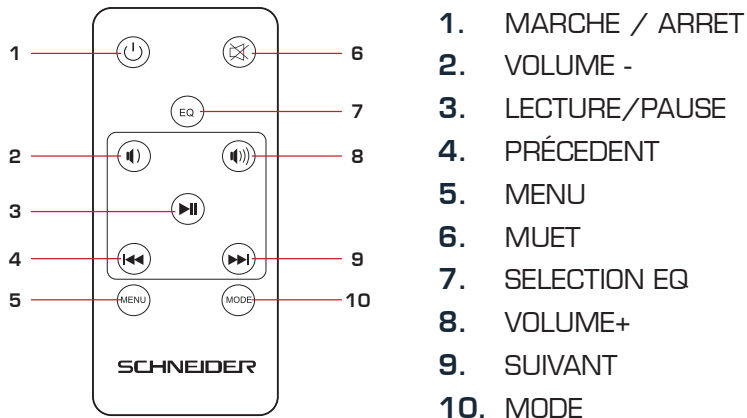 1
6
EQ
7
2
8
3
4
9
5
MENU
MODE
10
SCHNEIDER
1. MARCHE / ARRET
2. VOLUME -
3. LECTURE/PAUSE
4. PRÉCEDENT
5. MENU
6. MUET
7. SELECTION EQ
8. VOLUME+
9. SUIVANT
10. MODE